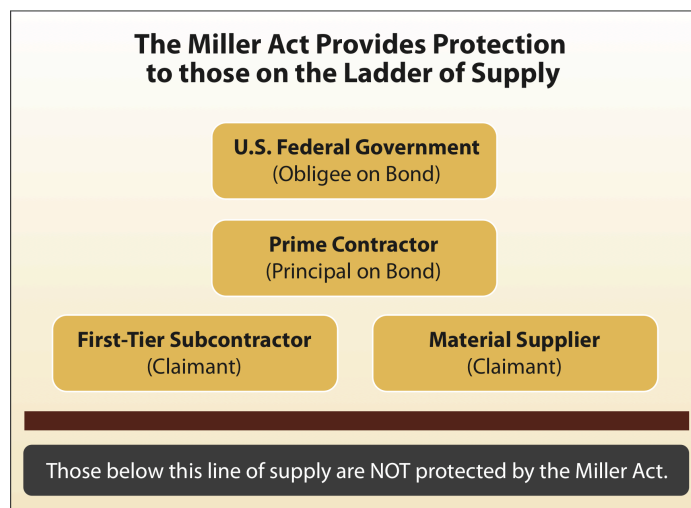 The Miller Act Provides Protection
to those on the Ladder of Supply
U.S. Federal Government
(Obligee on Bond)
Prime Contractor
(Principal on Bond)
First-Tier Subcontractor
(Claimant)
Material Supplier
(Claimant)
Those below this line of supply are NOT protected by the Miller Act.